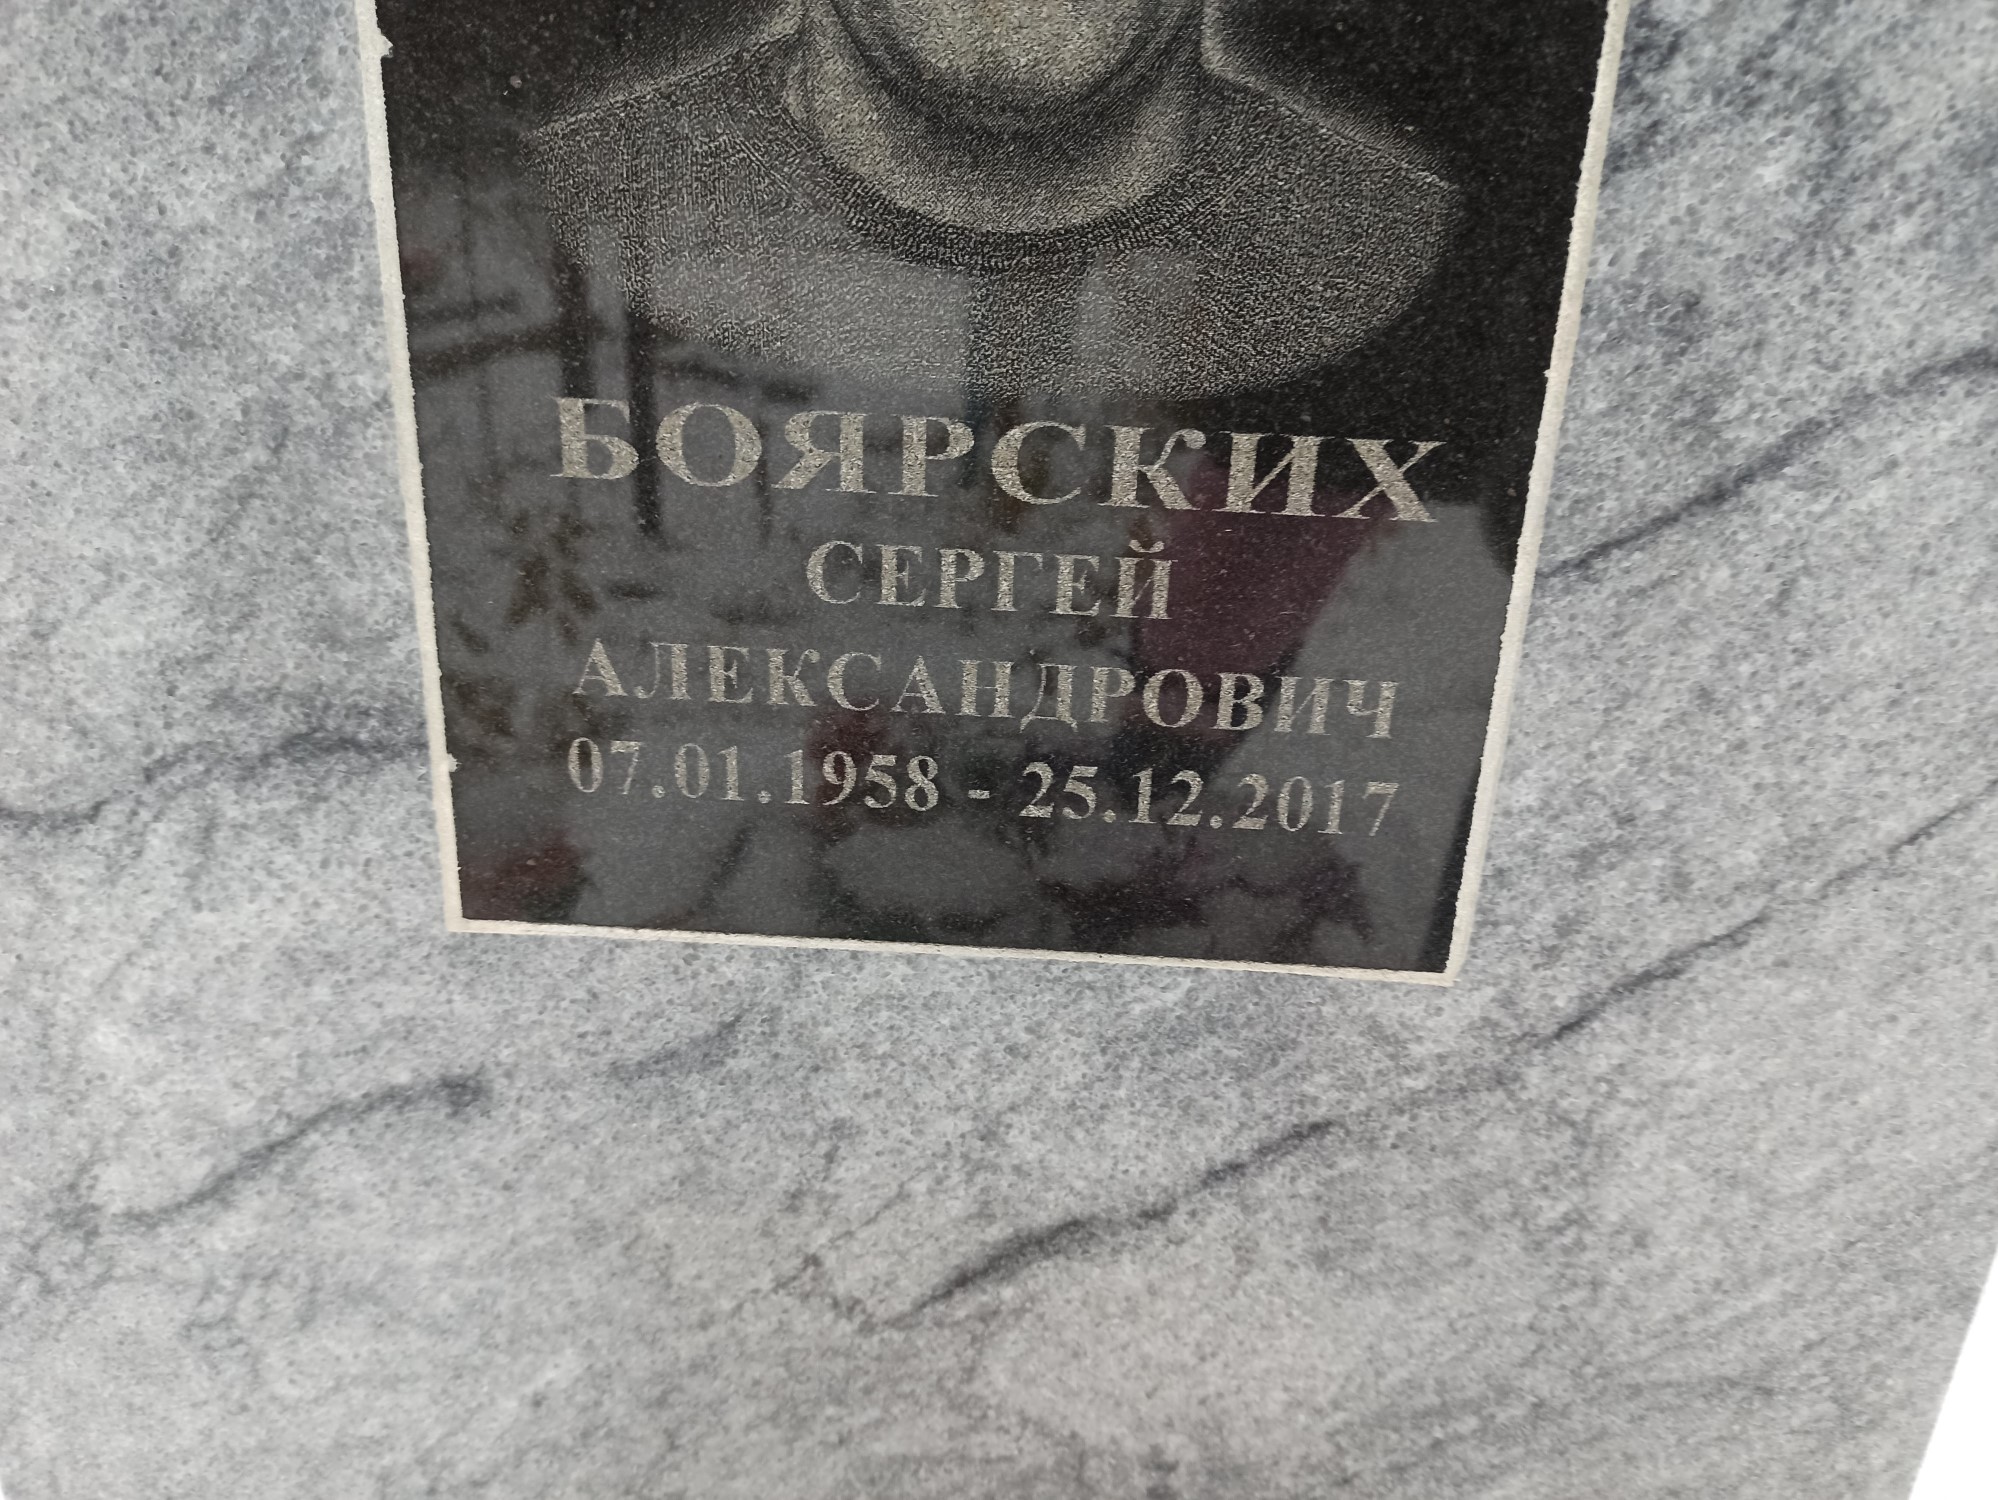 БОЯРСКИХ
СЕРГЕЙ
АЛЕКСАНДРОВИЧ
07.01.1958 - 25.12.2017